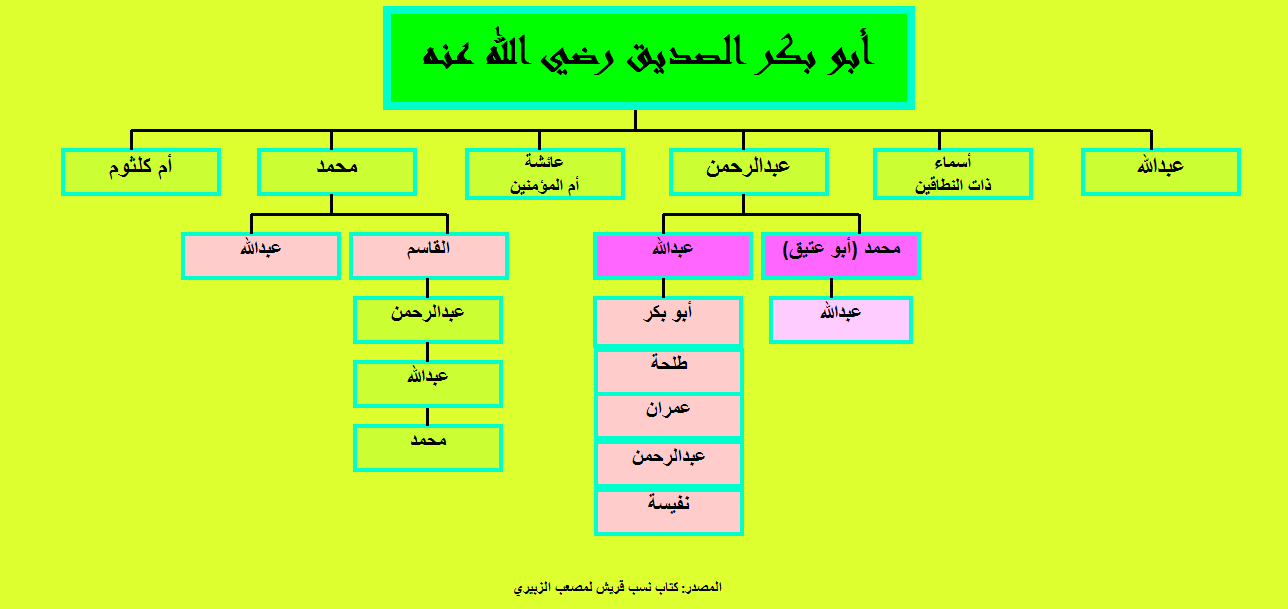 أبو بكر الصديق رضي الله عنه
عبدالله
أسماء
ذات النطاقين
عبدالرحمن
عائشة
أم المؤمنين
محمد
أم كلثوم
محمد (أبو عتيق)
عبدالله
القاسم
عبدالله
عبدالله
أبو بكر
عبدالرحمن
طلحة
عبدالله
عمران
محمد
عبدالرحمن
نفيسة
المصدر: كتاب نسب قريش لمصعب الزبيري